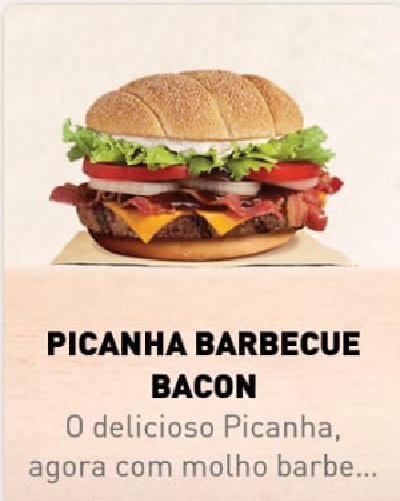 PICANHA BARBECUE
BACON
O delicioso Picanha,
agora com molho barbe...